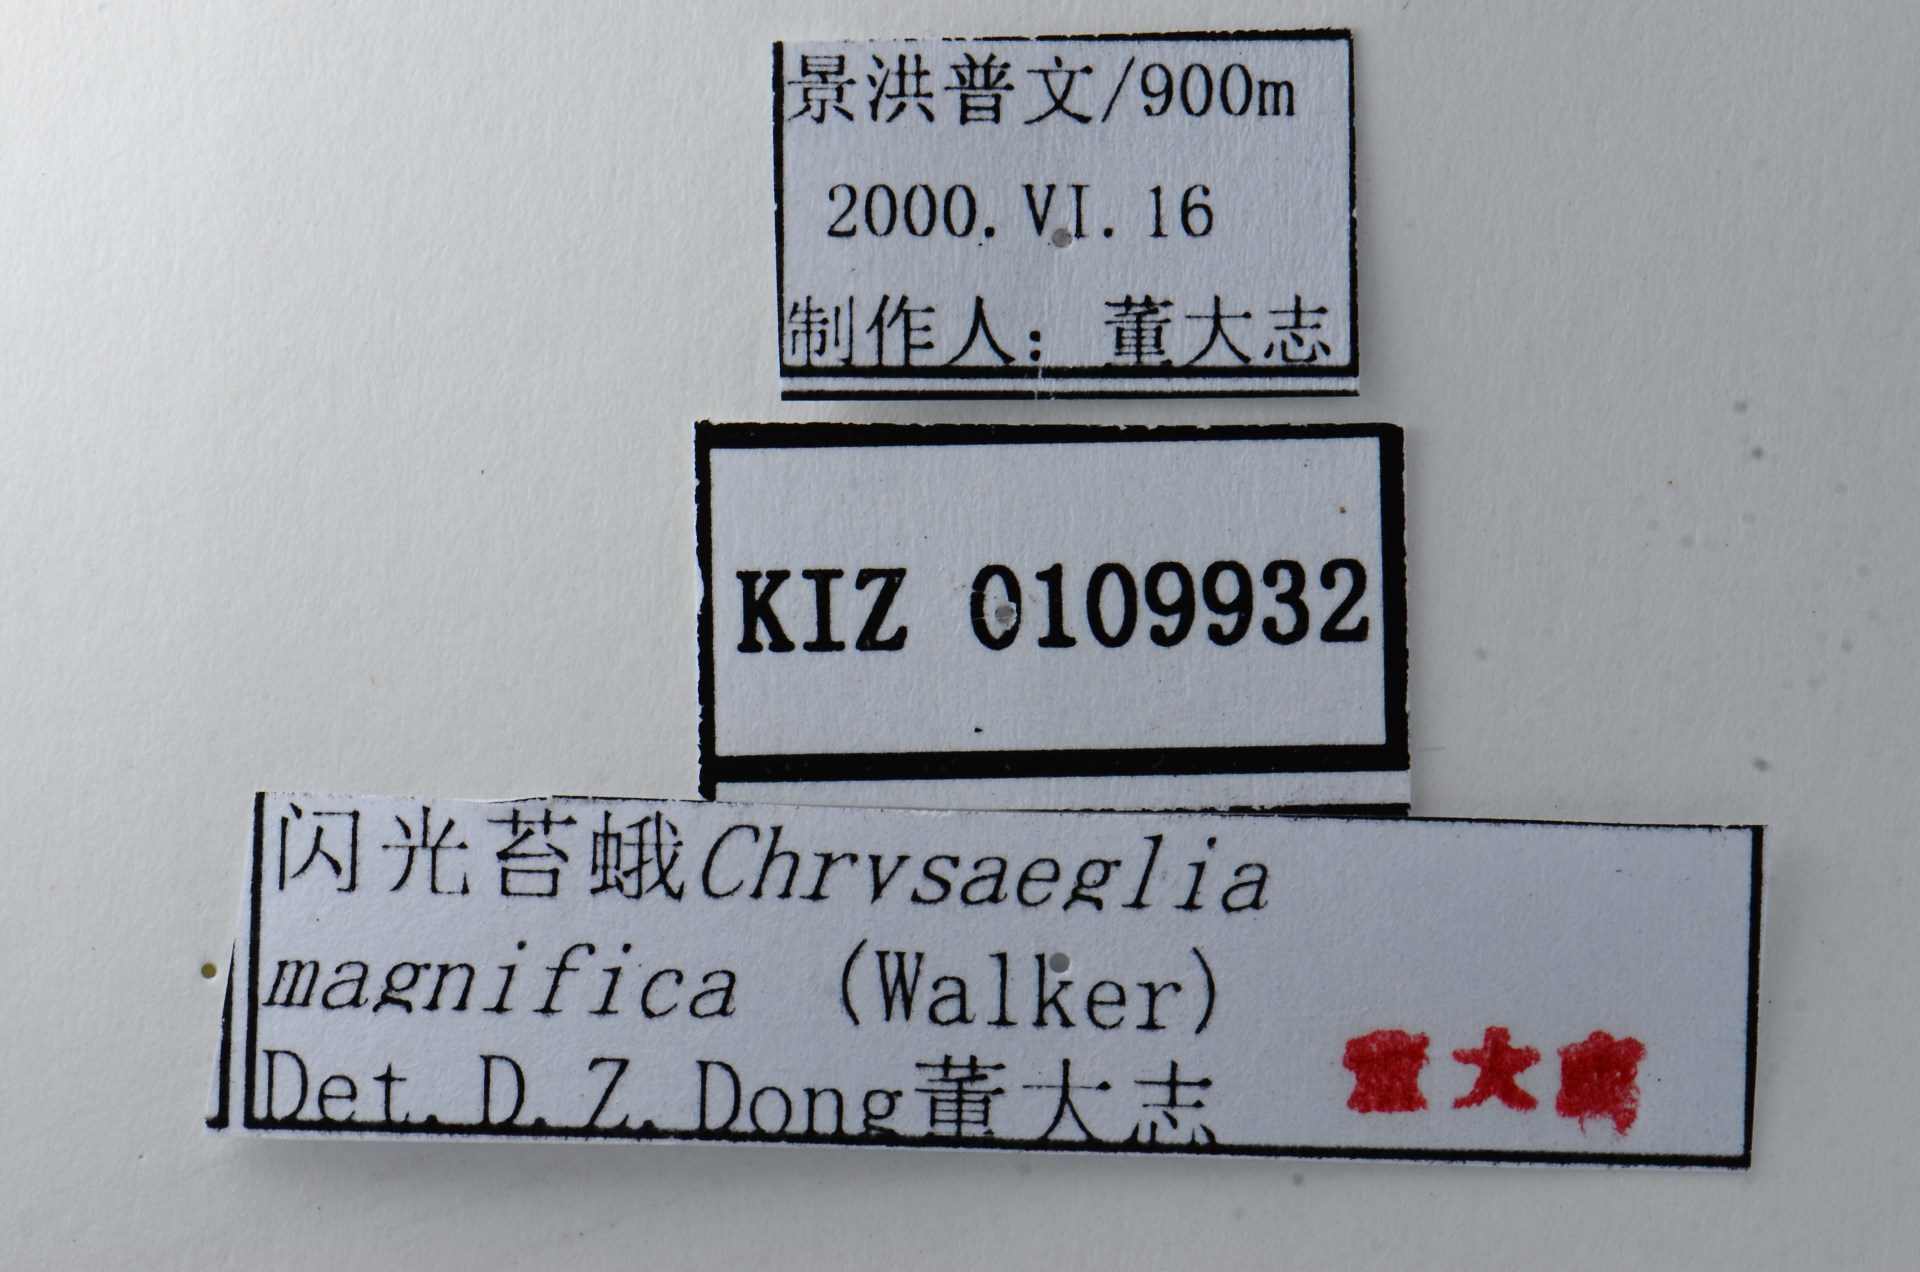 景洪普文/900m
2000.VI.16
制作人：董大志
KIZ 0109932
闪光苔蛾Chrysaeglia
magnifica (Walker)
Det.D.Z.Dong董大志
董大志